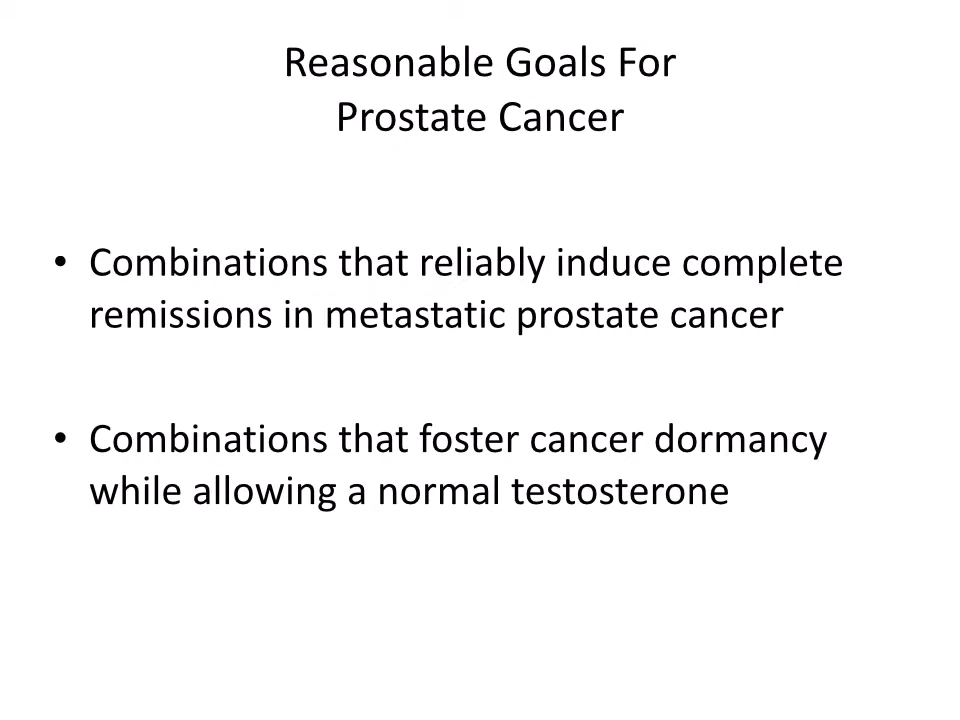 Reasonable Goals For
Prostate Cancer
• Combinations that reliably induce complete
remissions in metastatic prostate cancer
• Combinations that foster cancer dormancy
while allowing a normal testosterone